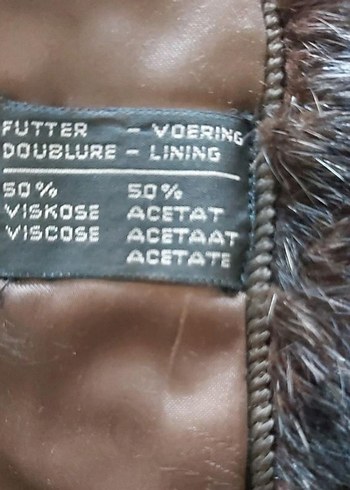 FUTTER - VOERING
DOUBLURE - LINING
50% 50%
VISKOSE ACETAT
VISCOSE ACETAAT
ACETATE